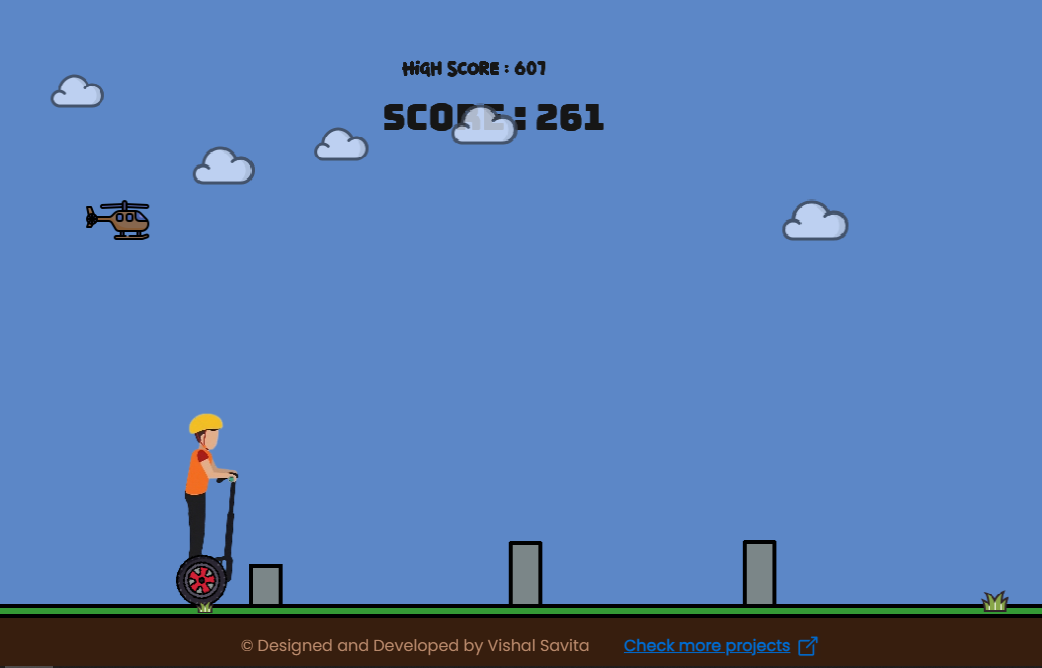 HiGH SCORE : 607
SCORE : 261
© Designed and Developed by Vishal Savita Check more projects